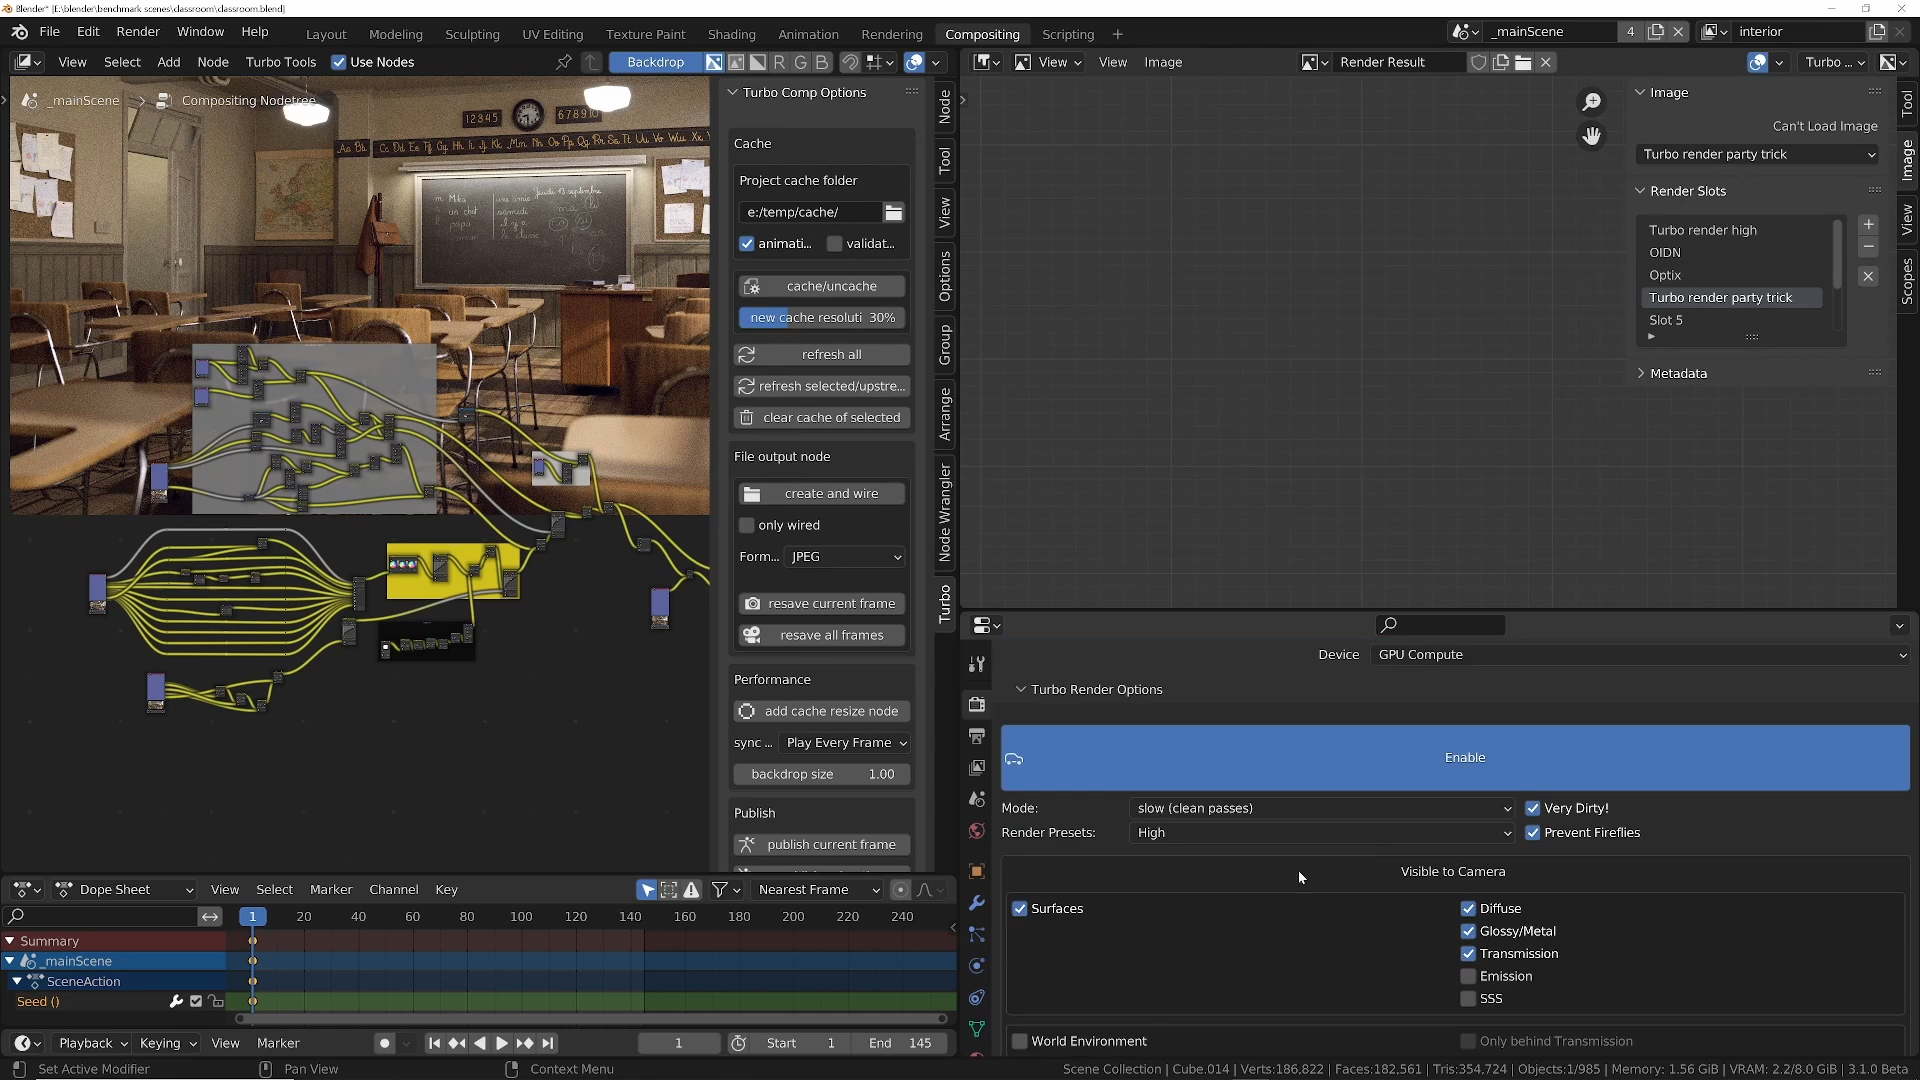 Blender* [E:\blender\benchmark scenes\classroom\classroom.blend]
File Edit Render Window Help
Layout Modeling Sculpting UV Editing Texture Paint Shading Animation Rendering Compositing Scripting +
_mainScene 4 interior
View Select Add Node Turbo Tools Use Nodes Backdrop R G B
View View Image Render Result Turbo ...
_mainScene > Compositing Nodetree
Turbo Comp Options
Cache
Project cache folder
e:/temp/cache/
animati... validat...
cache/uncache
new cache resoluti 30%
refresh all
refresh selected/upstre...
clear cache of selected
File output node
create and wire
only wired
Form... JPEG
resave current frame
resave all frames
Performance
add cache resize node
sync ... Play Every Frame
backdrop size 1.00
Publish
publish current frame
Node
Tool
View
Options
Group
Arrange
Node Wrangler
Turbo
Image
Can't Load Image
Turbo render party trick
Render Slots
Turbo render high
OIDN
Optix
Turbo render party trick
Slot 5
Metadata
Tool
Image
View
Scopes
Device GPU Compute
Turbo Render Options
Enable
Mode: slow (clean passes) Very Dirty!
Render Presets: High Prevent Fireflies
Visible to Camera
Surfaces Diffuse
Glossy/Metal
Transmission
Emission
SSS
World Environment Only behind Transmission
Dope Sheet View Select Marker Channel Key Nearest Frame
1 20 40 60 80 100 120 140 160 180 200 220 240
Summary
_mainScene
SceneAction
Seed ()
Playback Keying View Marker 1 Start 1 End 145
Set Active Modifier Pan View Context Menu
Scene Collection | Cube.014 | Verts:186,822 | Faces:182,561 | Tris:354,724 | Objects:1/985 | Memory: 1.56 GiB | VRAM: 2.2/8.0 GiB | 3.1.0 Beta